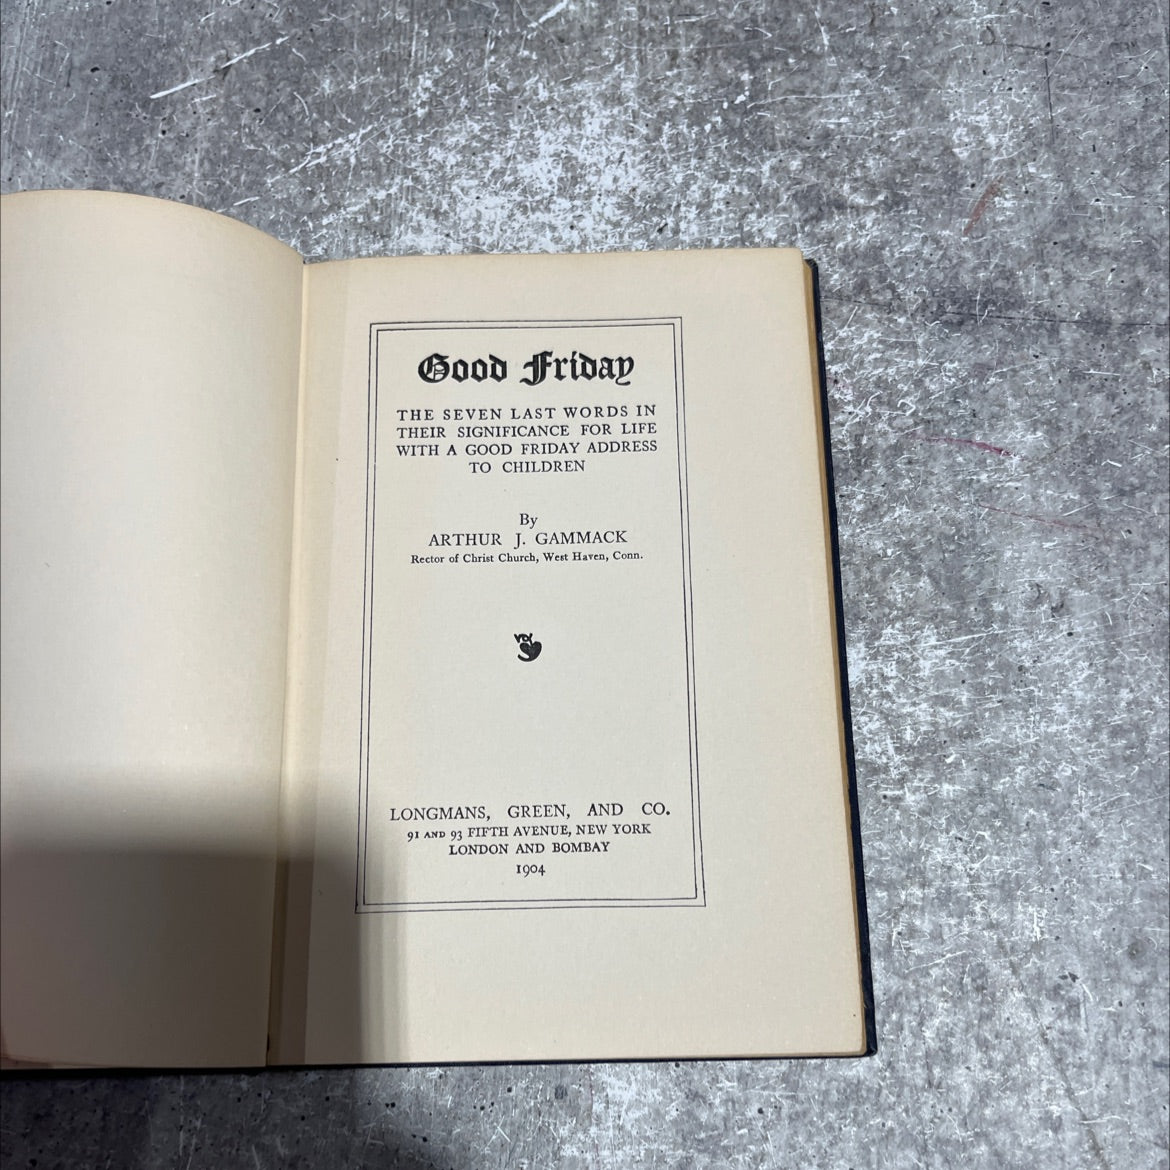 Good Friday
THE SEVEN LAST WORDS IN
THEIR SIGNIFICANCE FOR LIFE
WITH A GOOD FRIDAY ADDRESS
TO CHILDREN
By
ARTHUR J. GAMMACK
Rector of Christ Church, West Haven, Conn.
LONGMANS, GREEN, AND CO.
91 AND 93 FIFTH AVENUE, NEW YORK
LONDON AND BOMBAY
1904